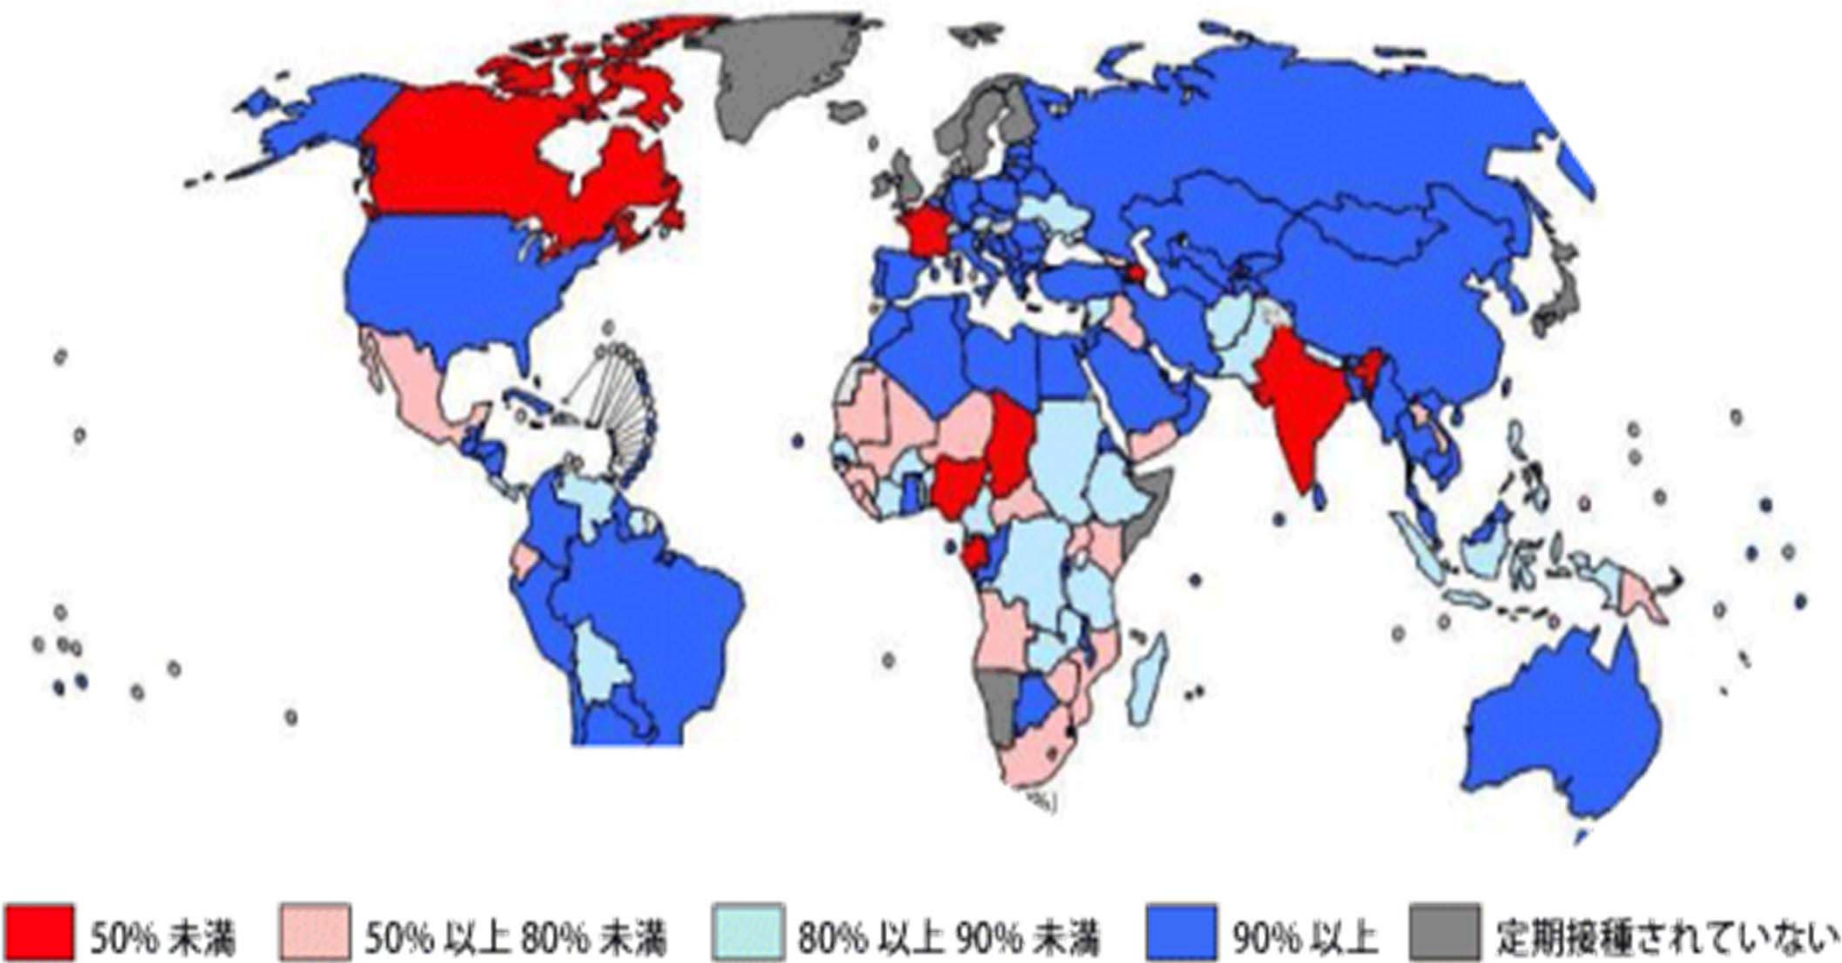 50% 未満
50% 以上 80% 未満
80% 以上 90% 未満
90% 以上
定期接種されていない